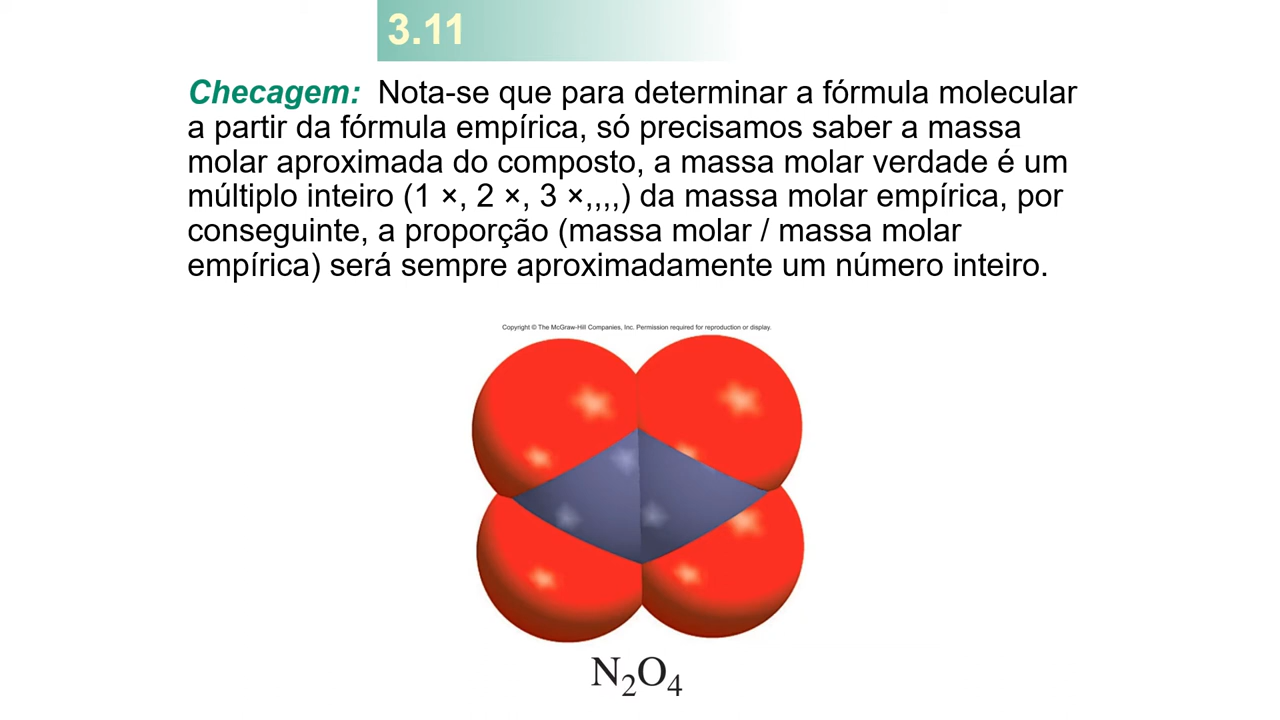 3.11
Checagem: Nota-se que para determinar a fórmula molecular
a partir da fórmula empírica, só precisamos saber a massa
molar aproximada do composto, a massa molar verdade é um
múltiplo inteiro (1 ×, 2 ×, 3 ×,,,,) da massa molar empírica, por
conseguinte, a proporção (massa molar / massa molar
empírica) será sempre aproximadamente um número inteiro.
Copyright © The McGraw-Hill Companies, Inc. Permission required for reproduction or display.
N₂O₄